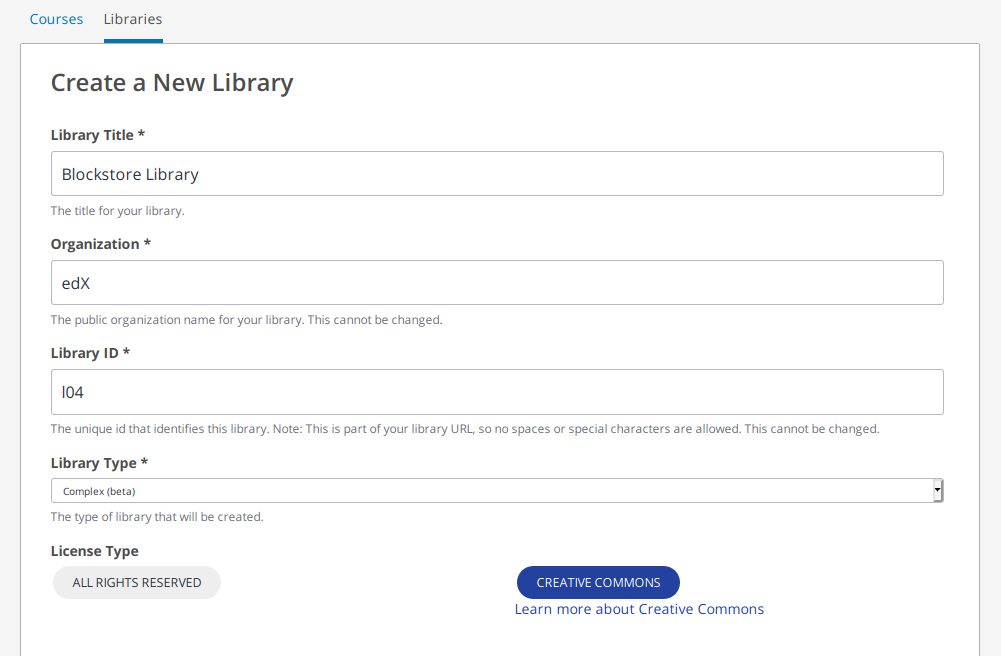 Courses Libraries
Create a New Library
Library Title *
Blockstore Library
The title for your library.
Organization *
edX
The public organization name for your library. This cannot be changed.
Library ID *
l04
The unique id that identifies this library. Note: This is part of your library URL, so no spaces or special characters are allowed. This cannot be changed.
Library Type *
Complex (beta)
The type of library that will be created.
License Type
ALL RIGHTS RESERVED CREATIVE COMMONS
Learn more about Creative Commons